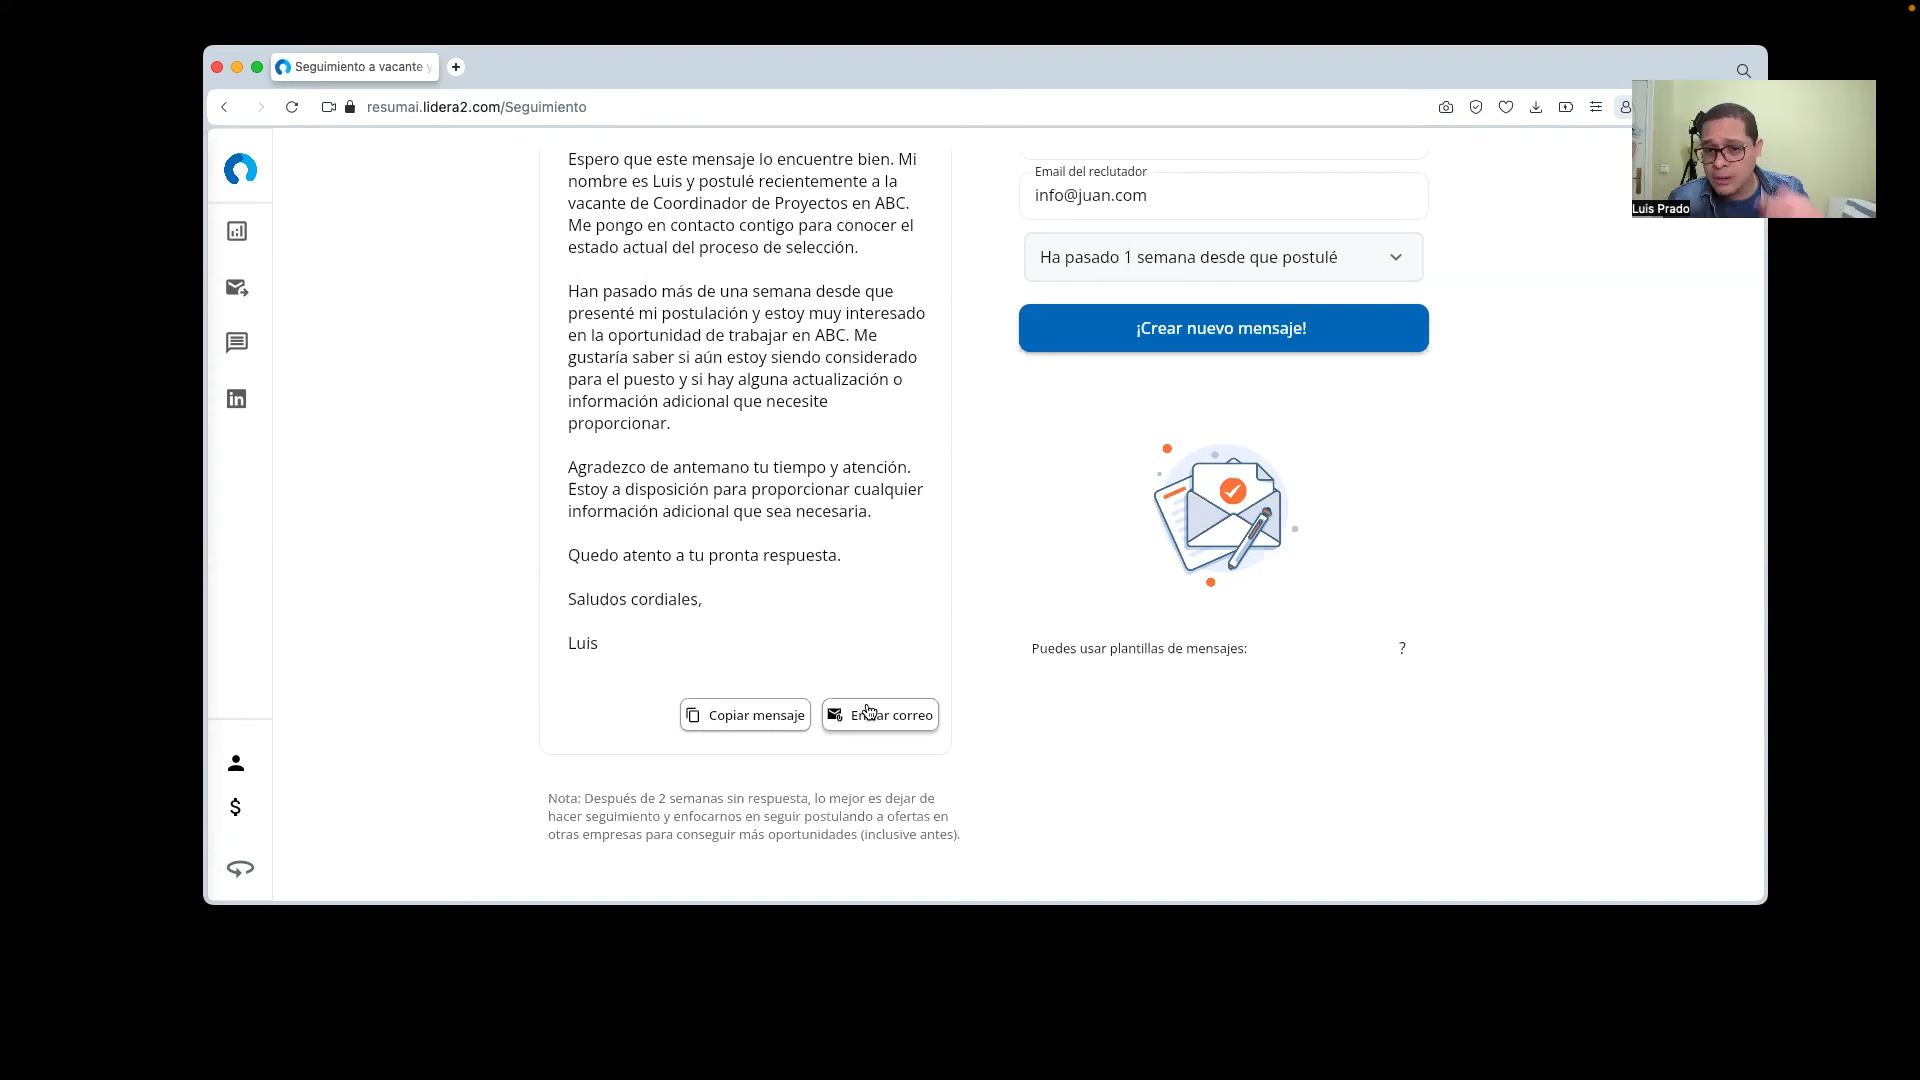 Seguimiento a vacante y
resumai.lidera2.com/Seguimiento
Luis Prado
Espero que este mensaje lo encuentre bien. Mi
nombre es Luis y postulé recientemente a la
vacante de Coordinador de Proyectos en ABC.
Me pongo en contacto contigo para conocer el
estado actual del proceso de selección.
Han pasado más de una semana desde que
presenté mi postulación y estoy muy interesado
en la oportunidad de trabajar en ABC. Me
gustaría saber si aún estoy siendo considerado
para el puesto y si hay alguna actualización o
información adicional que necesite
proporcionar.
Agradezco de antemano tu tiempo y atención.
Estoy a disposición para proporcionar cualquier
información adicional que sea necesaria.
Quedo atento a tu pronta respuesta.
Saludos cordiales,
Luis
Copiar mensaje
Enviar correo
Nota: Después de 2 semanas sin respuesta, lo mejor es dejar de
hacer seguimiento y enfocarnos en seguir postulando a ofertas en
otras empresas para conseguir más oportunidades (inclusive antes).
Email del reclutador
info@juan.com
Ha pasado 1 semana desde que postulé
¡Crear nuevo mensaje!
Puedes usar plantillas de mensajes: ?